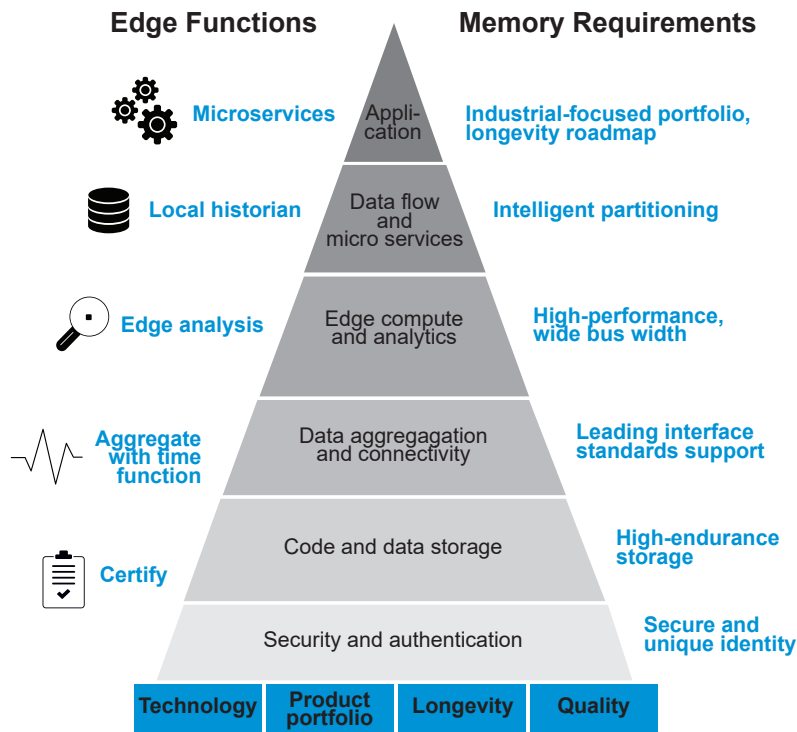 Edge Functions
Memory Requirements
Microservices
Appli-
cation
Industrial-focused portfolio,
longevity roadmap
Local historian
Data flow
and
micro services
Intelligent partitioning
Edge analysis
Edge compute
and analytics
High-performance,
wide bus width
Aggregate
with time
function
Data aggregagation
and connectivity
Leading interface
standards support
Certify
Code and data storage
High-endurance
storage
Security and authentication
Secure and
unique identity
Technology
Product
portfolio
Longevity
Quality